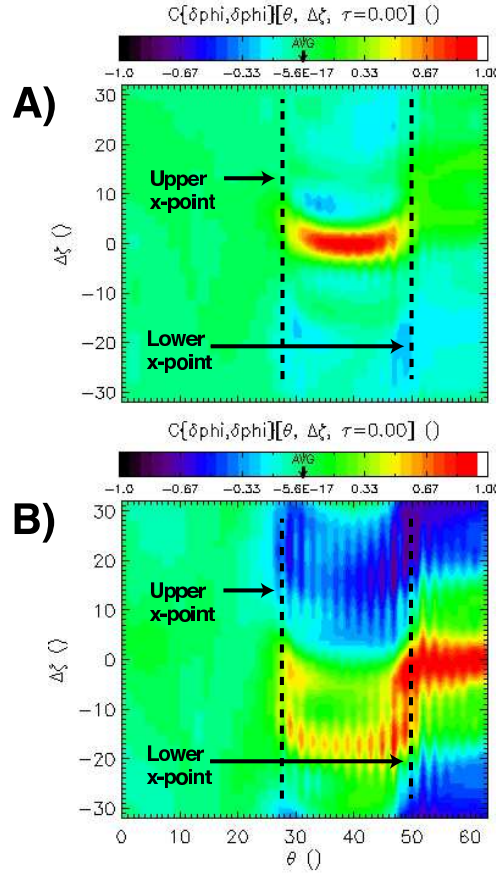 C{δphi,δphi}[θ, Δζ, τ=0.00] ()
AVG
-1.0 -0.67 -0.33 -5.6E-17 0.33 0.67 1.00
A)
30
20
10
0
-10
-20
-30
Δζ ()
Upper
x-point
Lower
x-point
C{δphi,δphi}[θ, Δζ, τ=0.00] ()
AVG
-1.0 -0.67 -0.33 -5.6E-17 0.33 0.67 1.00
B)
30
20
10
0
-10
-20
-30
Δζ ()
Upper
x-point
Lower
x-point
0 10 20 30 40 50 60
θ ()